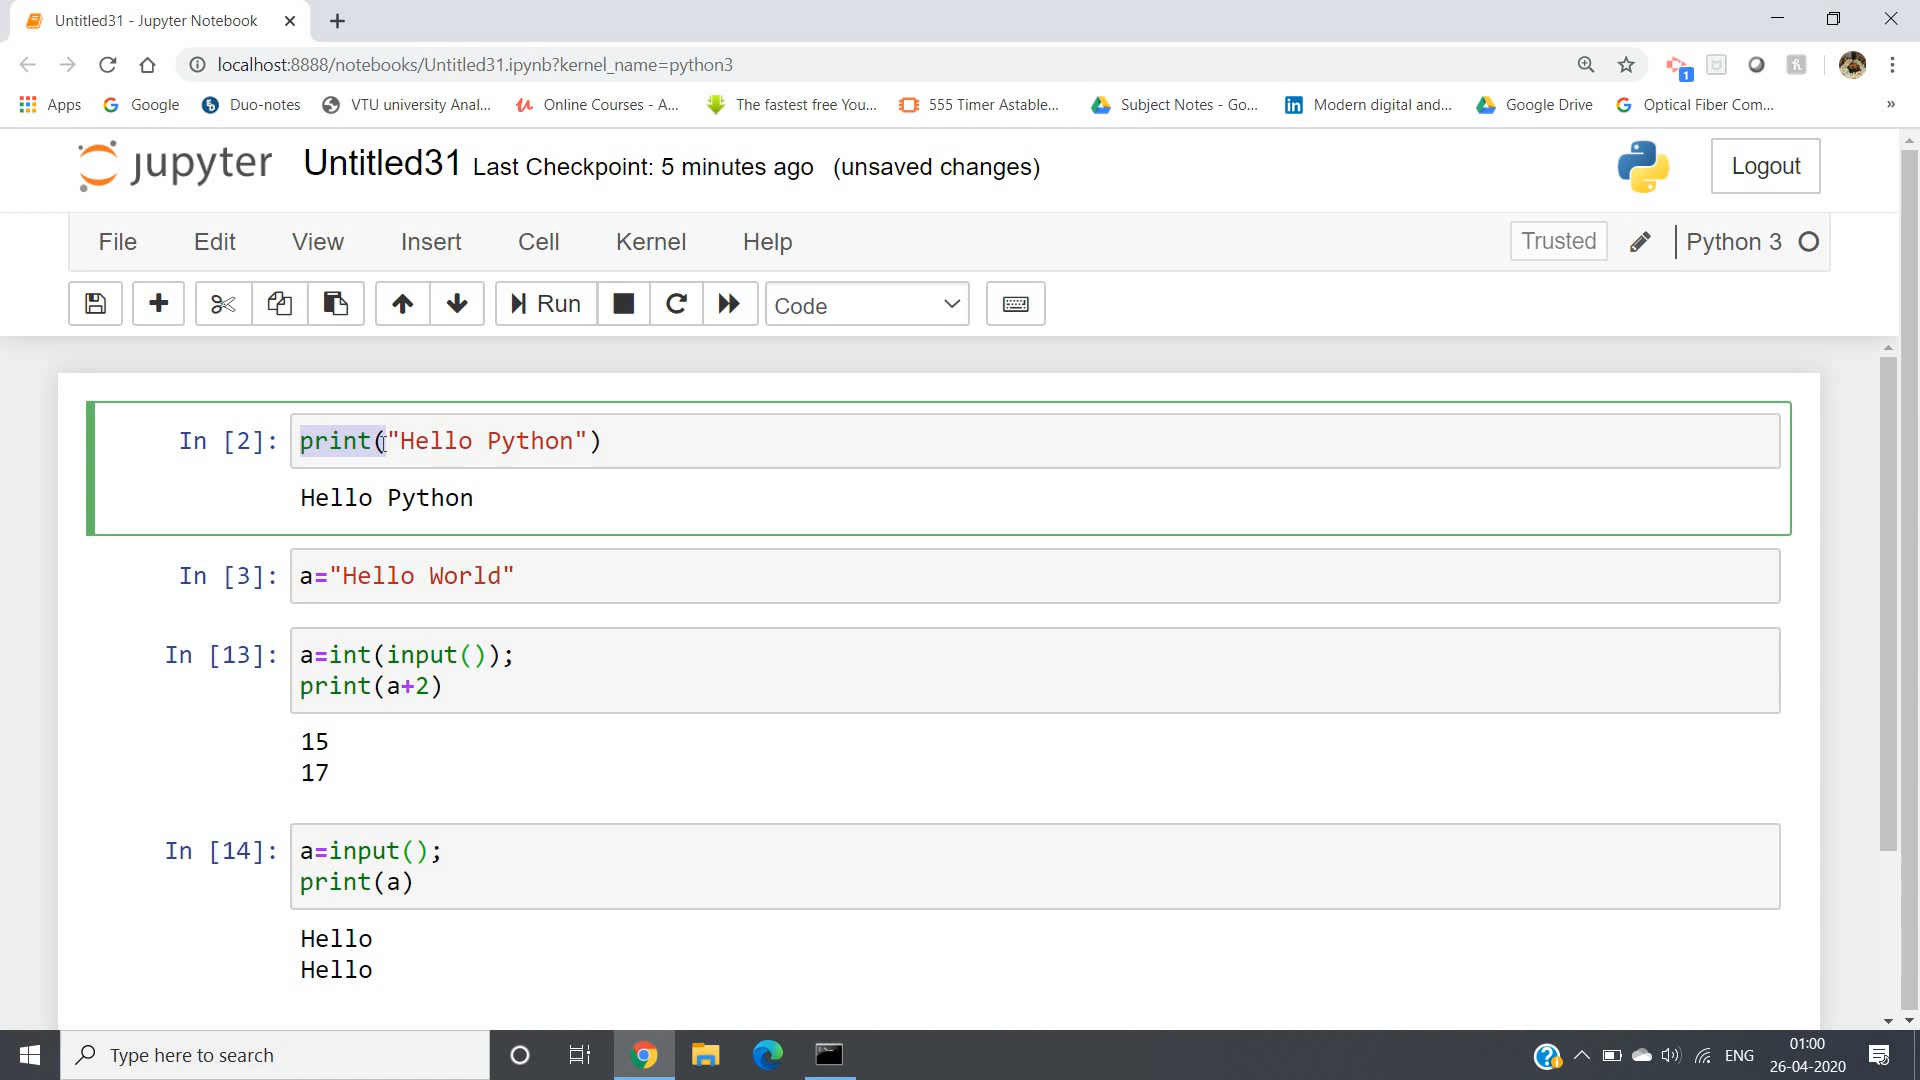 Untitled31 - Jupyter Notebook
localhost:8888/notebooks/Untitled31.ipynb?kernel_name=python3
1
Apps Google Duo-notes VTU university Anal... Online Courses - A... The fastest free You... 555 Timer Astable... Subject Notes - Go... Modern digital and... Google Drive Optical Fiber Com... »
jupyter Untitled31 Last Checkpoint: 5 minutes ago (unsaved changes) Logout
File Edit View Insert Cell Kernel Help Trusted Python 3
Run Code
In [2]: print("Hello Python")
Hello Python
In [3]: a="Hello World"
In [13]: a=int(input());
print(a+2)
15
17
In [14]: a=input();
print(a)
Hello
Hello
Type here to search
ENG
01:00
26-04-2020